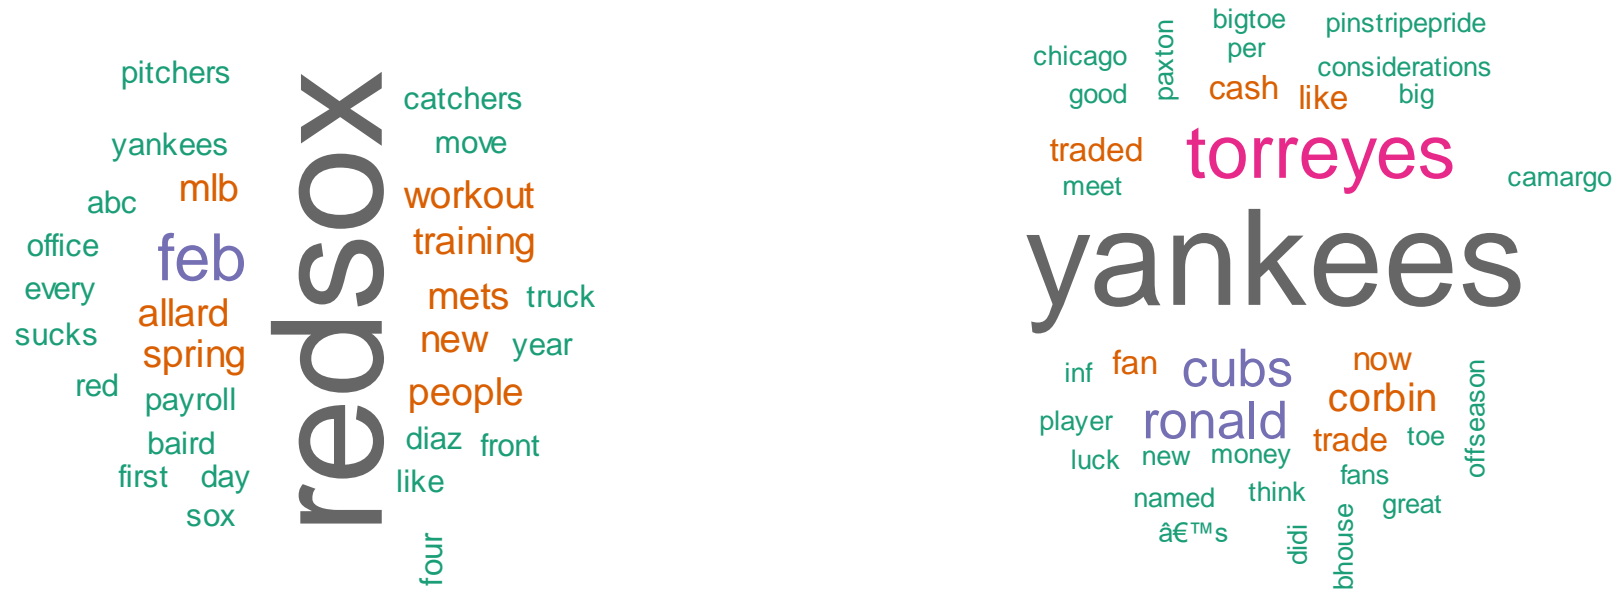 pitchers
catchers
yankees
move
mlb
abc
workout
office
feb
training
redsox
every
mets
truck
allard
sucks
new
year
spring
red
payroll
people
baird
diaz
front
first
day
like
sox
four
bigtoe
pinstripepride
chicago
paxton
per
considerations
good
cash
like
big
traded
torreyes
meet
camargo
yankees
inf
fan
cubs
now
corbin
player
ronald
trade
toe
offseason
luck
new
money
fans
named
think
great
â€™s
didi
bhouse